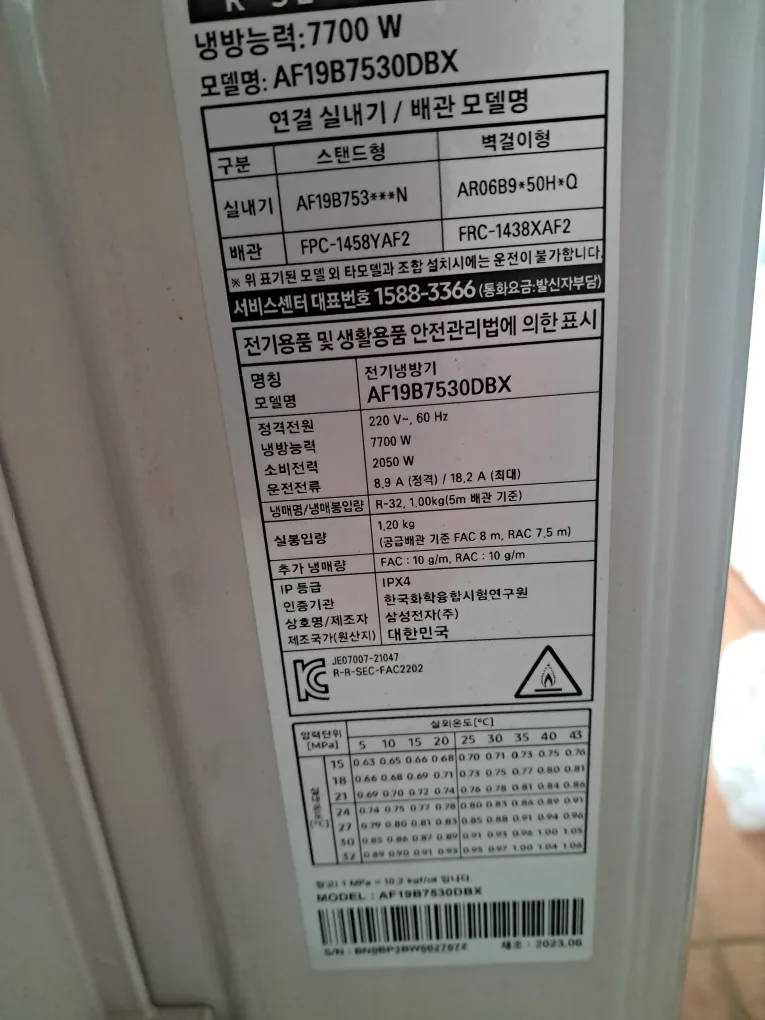 냉방능력:7700 W
모델명: AF19B7530DBX
연결 실내기 / 배관 모델명
구분 스탠드형 벽걸이형
실내기 AF19B753***N AR06B9*50H*Q
배관 FPC-1458YAF2 FRC-1438XAF2
※ 위 표기된 모델 외 타모델과 조합 설치시에는 운전이 불가합니다.
서비스센터 대표번호 1588-3366 (통화요금:발신자부담)
전기용품 및 생활용품 안전관리법에 의한 표시
명칭 전기냉방기
모델명 AF19B7530DBX
정격전원 220 V~, 60 Hz
냉방능력 7700 W
소비전력 2050 W
운전전류 8.9 A (정격) / 18.2 A (최대)
냉매명/냉매봉입량 R-32, 1.00kg(5m 배관 기준)
실봉입량 1.20 kg
(공급배관 기준 FAC 8 m, RAC 7.5 m)
추가 냉매량 FAC : 10 g/m, RAC : 10 g/m
IP 등급 IPX4
인증기관 한국화학융합시험연구원
상호명/제조자 삼성전자(주)
제조국가(원산지) 대한민국
JE07007-21047
R-R-SEC-FAC2202
압력단위 [MPa] 실외온도[°C]
5 10 15 20 25 30 35 40 43
15 0.63 0.65 0.66 0.68 0.70 0.71 0.73 0.75 0.76
18 0.66 0.68 0.69 0.71 0.73 0.75 0.77 0.80 0.81
21 0.69 0.70 0.72 0.74 0.76 0.78 0.81 0.84 0.86
24 0.74 0.75 0.77 0.78 0.80 0.83 0.86 0.89 0.91
27 0.79 0.80 0.81 0.83 0.85 0.88 0.91 0.94 0.96
30 0.85 0.86 0.87 0.89 0.91 0.93 0.96 1.00 1.05
32 0.89 0.90 0.91 0.93 0.95 0.97 1.00 1.04 1.06
참고) 1 MPa = 10.2 kgf/㎠ 입니다
MODEL : AF19B7530DBX
S/N : 제조 : 2023.06